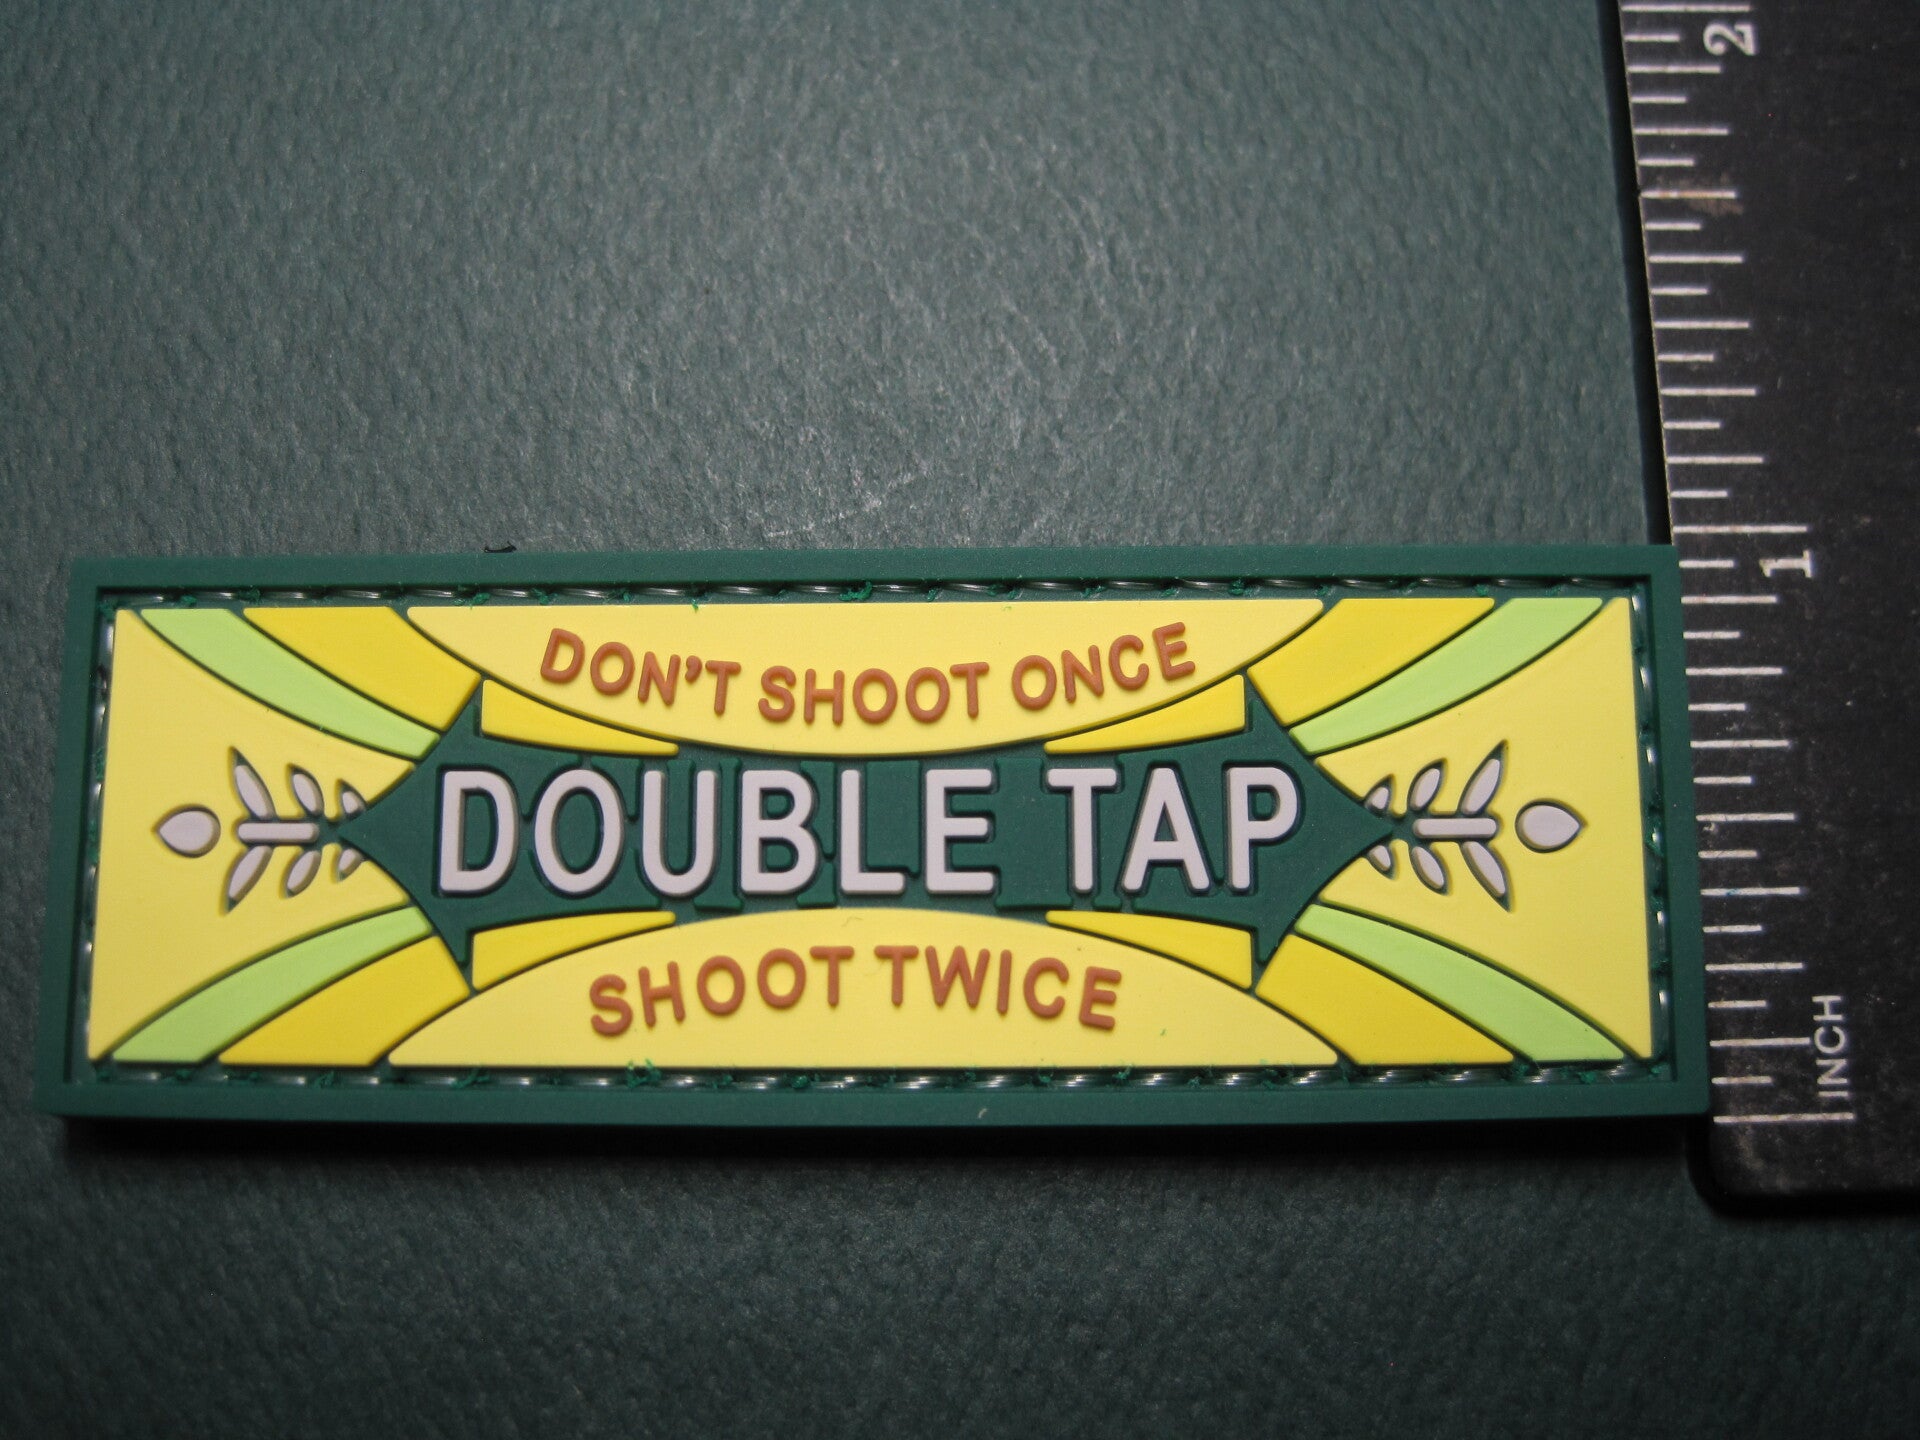 2
DON'T SHOOT ONCE
1
DOUBLE TAP
SHOOT TWICE
INCH